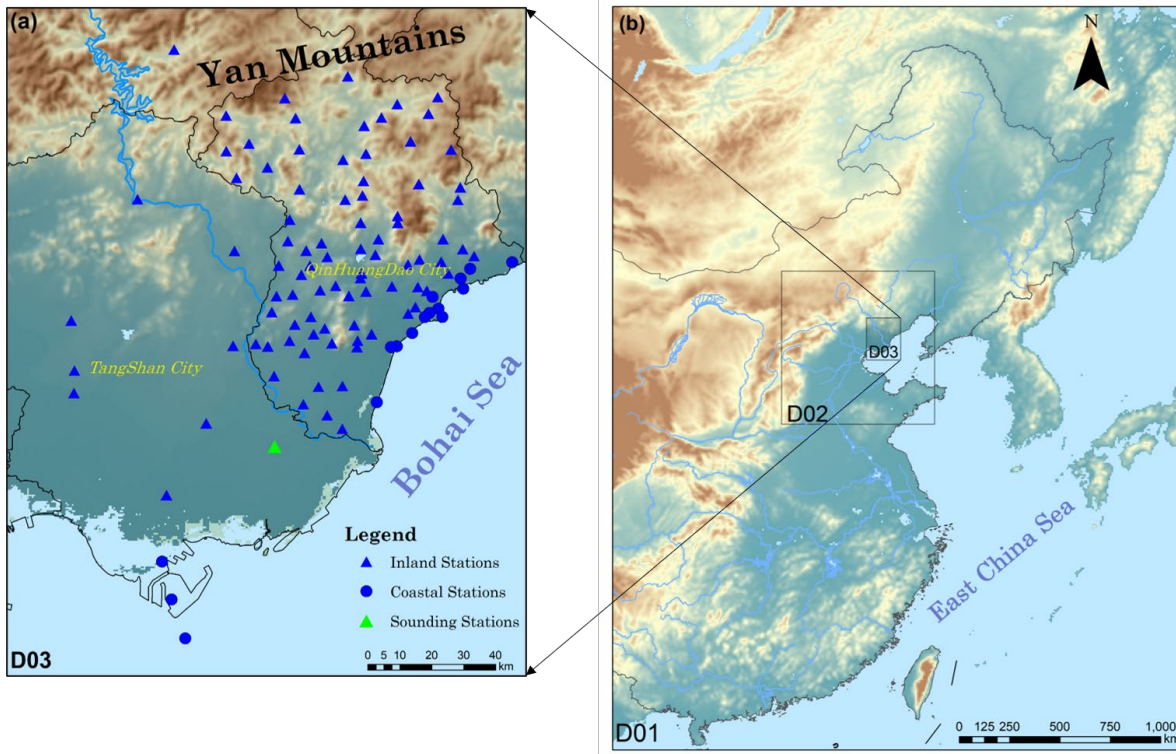 (a)
Yan Mountains
QinHuangDao City
TangShan City
Bohai Sea
Legend
Inland Stations
Coastal Stations
Sounding Stations
0 5 10 20 30 40
km
D03
(b)
N
D03
D02
East China Sea
D01
0 125 250 500 750 1,000
km